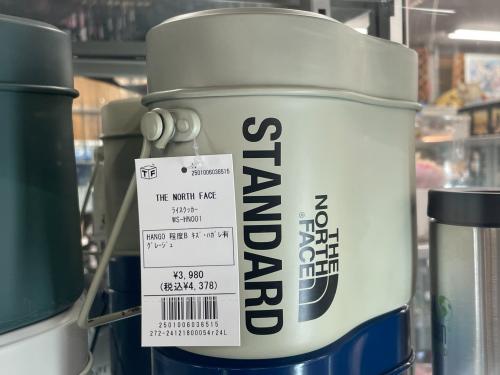 STANDARD
THE
NORTH
FACE
®
TF
2501006036515
THE NORTH FACE
ライスクッカー
WS-HN001
HANGO 程度B キズ・ハガレ有
グレージュ
¥3,980
(税込¥4,378)
2501006036515
272-24121800054r24L